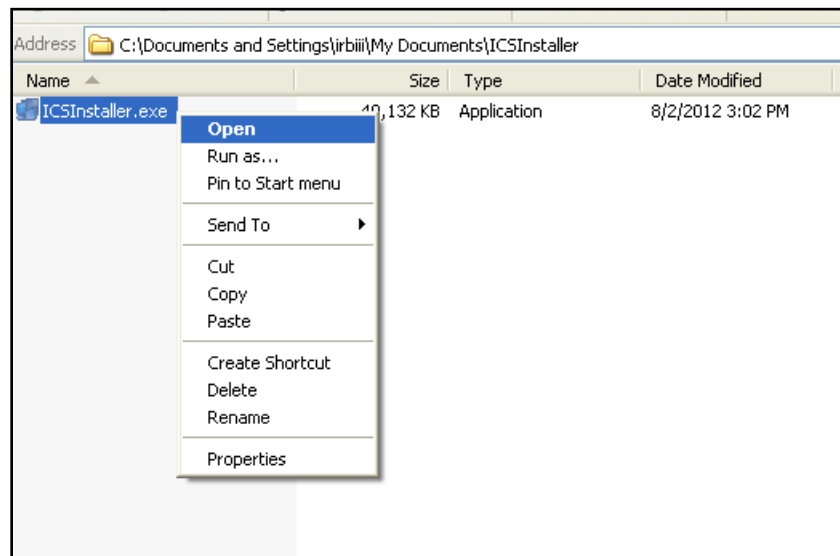 Address C:\Documents and Settings\irbiii\My Documents\ICSInstaller
Name Size Type Date Modified
ICSInstaller.exe 49,132 KB Application 8/2/2012 3:02 PM
Open
Run as...
Pin to Start menu
Send To
Cut
Copy
Paste
Create Shortcut
Delete
Rename
Properties